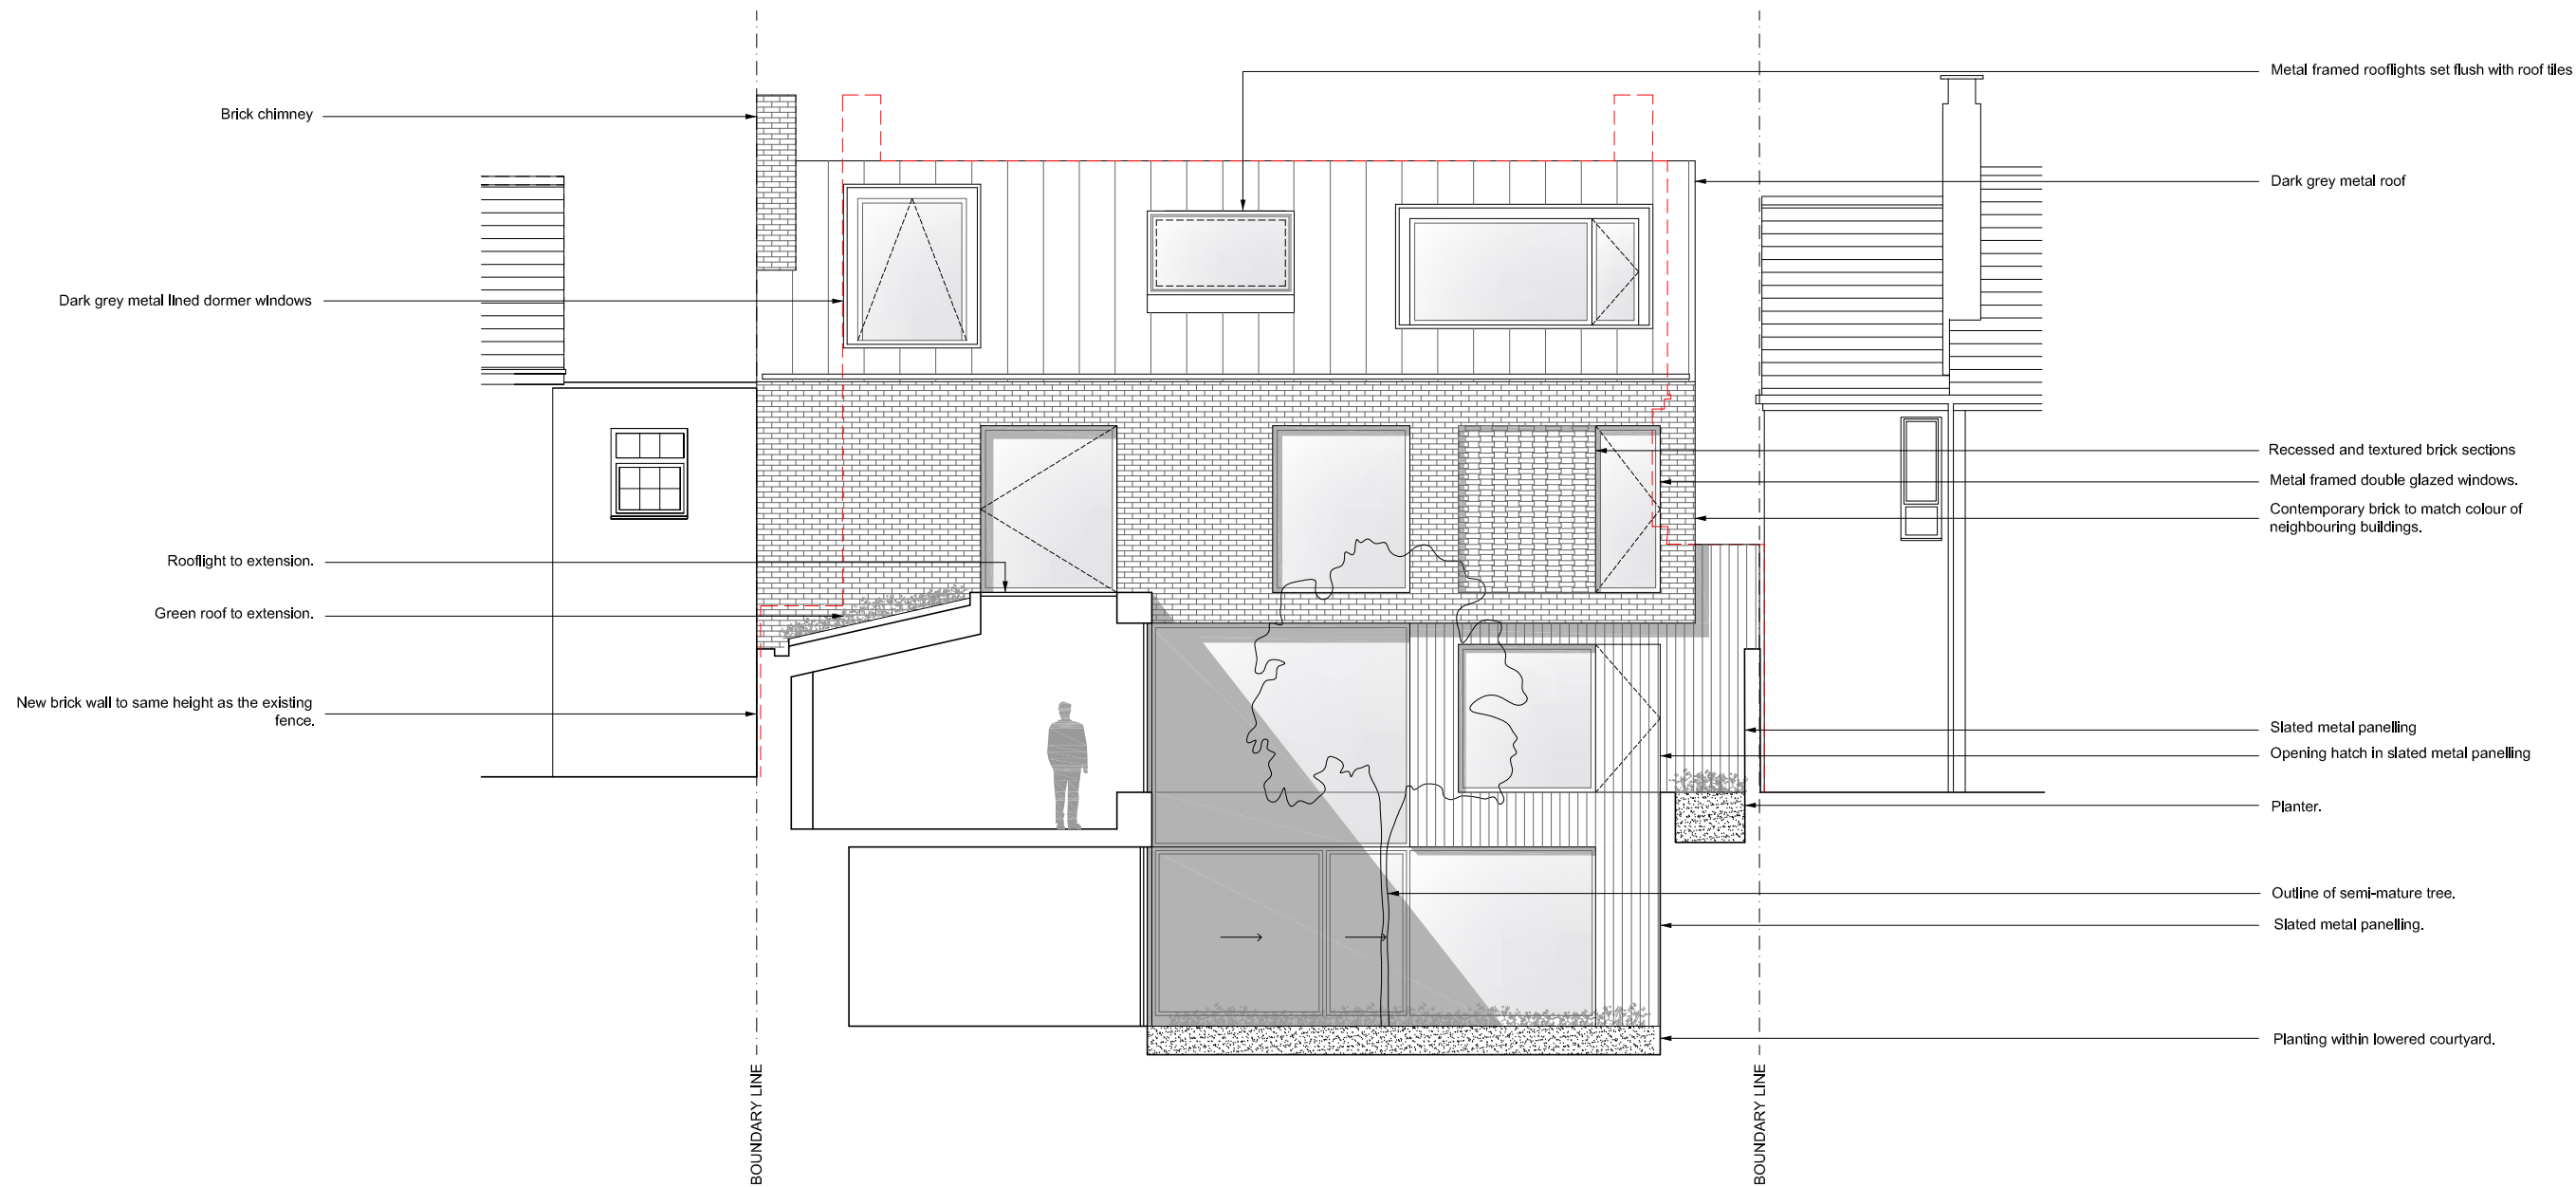 Brick chimney
Dark grey metal lined dormer windows
Rooflight to extension.
Green roof to extension.
New brick wall to same height as the existing
fence.
Metal framed rooflights set flush with roof tiles
Dark grey metal roof
Recessed and textured brick sections
Metal framed double glazed windows.
Contemporary brick to match colour of
neighbouring buildings.
Slated metal panelling
Opening hatch in slated metal panelling
Planter.
Outline of semi-mature tree.
Slated metal panelling.
Planting within lowered courtyard.
BOUNDARY LINE
BOUNDARY LINE